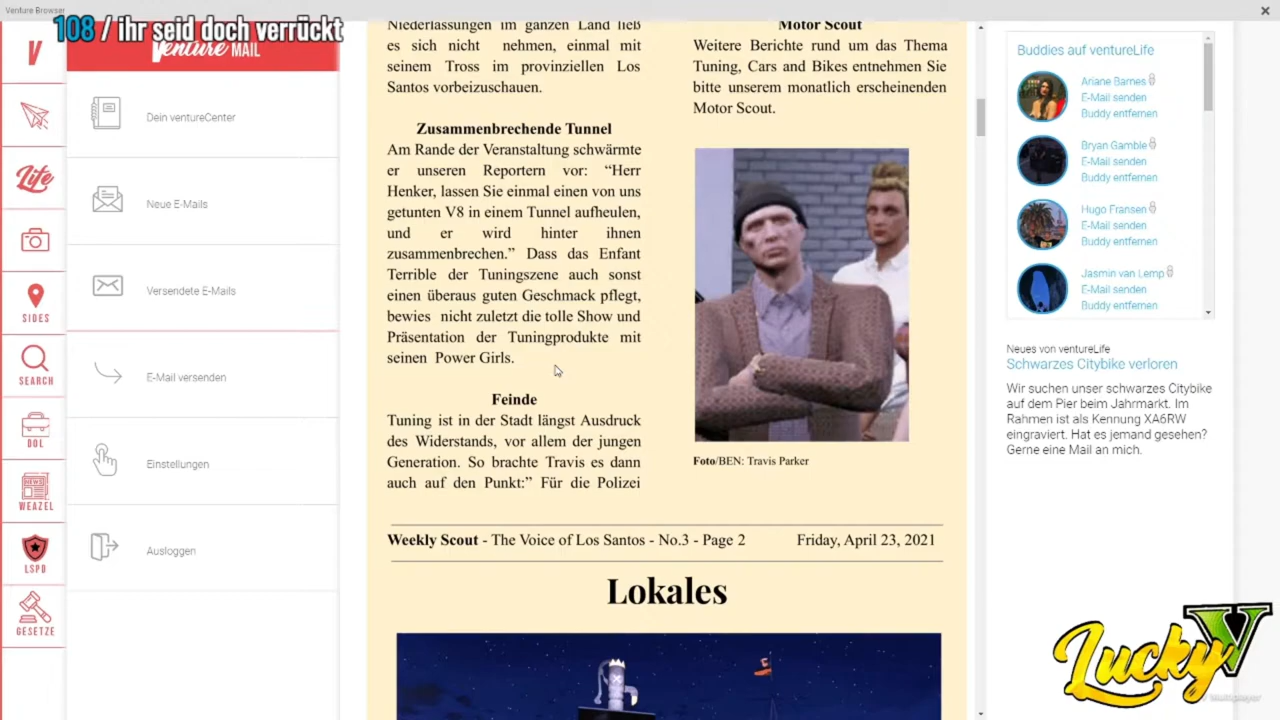 Venture Browser
108 / ihr seid doch verrückt
Venture MAIL
V
Life
SIDES
SEARCH
DOL
NEWS
WEAZEL
LSPD
GESETZE
Dein ventureCenter
Neue E-Mails
Versendete E-Mails
E-Mail versenden
Einstellungen
Ausloggen
Niederlassungen im ganzen Land ließ
es sich nicht nehmen, einmal mit
seinem Tross im provinziellen Los
Santos vorbeizuschauen.
Zusammenbrechende Tunnel
Am Rande der Veranstaltung schwärmte
er unseren Reportern vor: “Herr
Henker, lassen Sie einmal einen von uns
getunten V8 in einem Tunnel aufheulen,
und er wird hinter ihnen
zusammenbrechen.” Dass das Enfant
Terrible der Tuningszene auch sonst
einen überaus guten Geschmack pflegt,
bewies nicht zuletzt die tolle Show und
Präsentation der Tuningprodukte mit
seinen Power Girls.
Feinde
Tuning ist in der Stadt längst Ausdruck
des Widerstands, vor allem der jungen
Generation. So brachte Travis es dann
auch auf den Punkt:” Für die Polizei
Motor Scout
Weitere Berichte rund um das Thema
Tuning, Cars and Bikes entnehmen Sie
bitte unserem monatlich erscheinenden
Motor Scout.
Foto/BEN: Travis Parker
Weekly Scout - The Voice of Los Santos - No.3 - Page 2 Friday, April 23, 2021
Lokales
Buddies auf ventureLife
Ariane Barnes
E-Mail senden
Buddy entfernen
Bryan Gamble
E-Mail senden
Buddy entfernen
Hugo Fransen
E-Mail senden
Buddy entfernen
Jasmin van Lemp
E-Mail senden
Buddy entfernen
Neues von ventureLife
Schwarzes Citybike verloren
Wir suchen unser schwarzes Citybike
auf dem Pier beim Jahrmarkt. Im
Rahmen ist als Kennung XA6RW
eingraviert. Hat es jemand gesehen?
Gerne eine Mail an mich.
LuckyV
Multiplayer